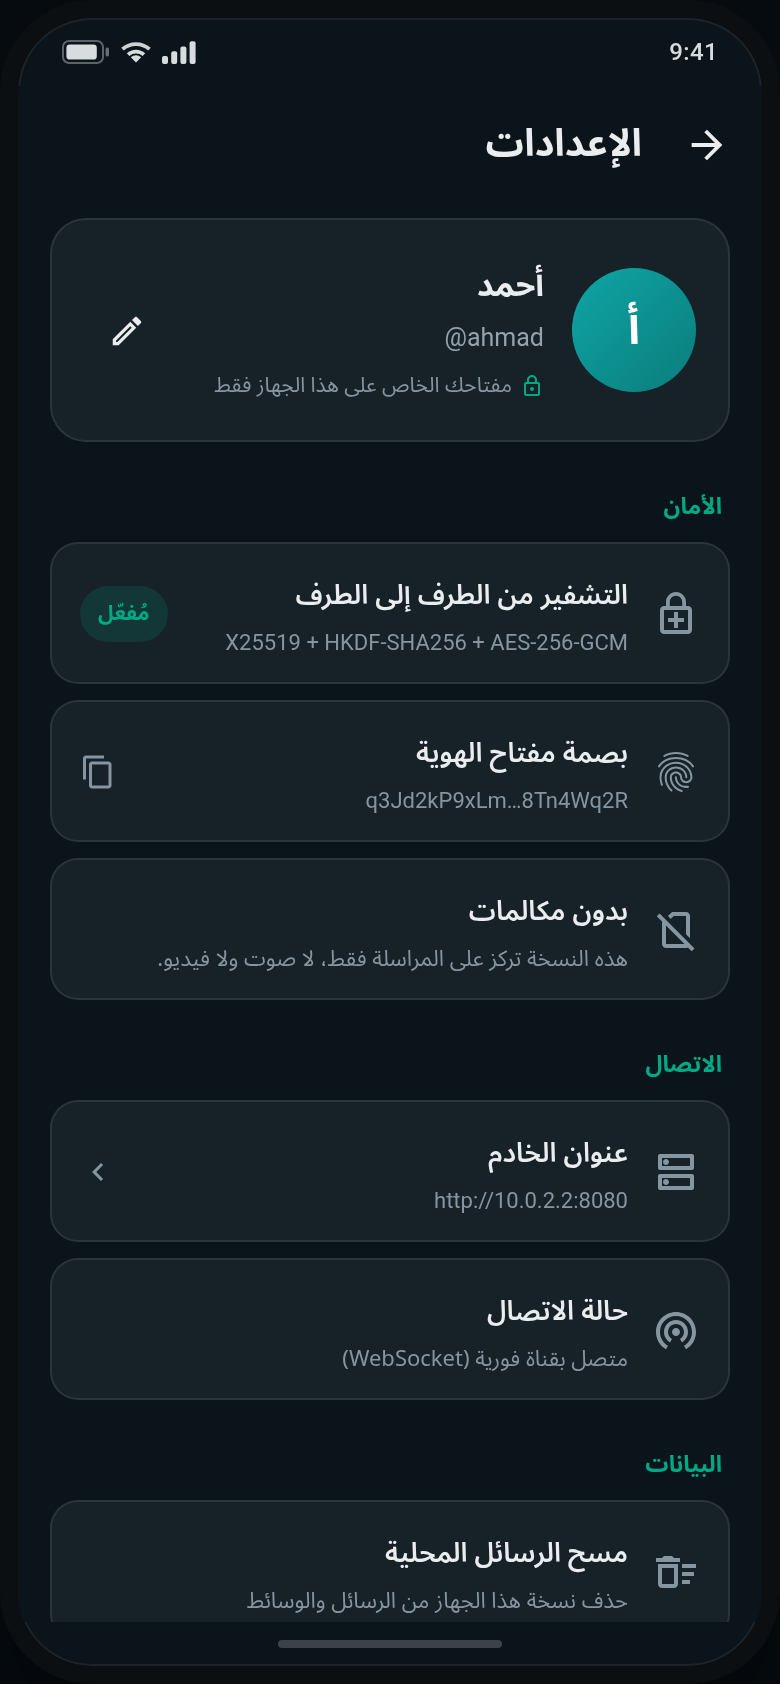 9:41
الإعدادات
أ
أحمد
@ahmad
مفتاحك الخاص على هذا الجهاز فقط
الأمان
التشفير من الطرف إلى الطرف
X25519 + HKDF-SHA256 + AES-256-GCM
مُفعّل
بصمة مفتاح الهوية
q3Jd2kP9xLm…8Tn4Wq2R
بدون مكالمات
هذه النسخة تركز على المراسلة فقط، لا صوت ولا فيديو.
الاتصال
عنوان الخادم
http://10.0.2.2:8080
حالة الاتصال
متصل بقناة فورية (WebSocket)
البيانات
مسح الرسائل المحلية
حذف نسخة هذا الجهاز من الرسائل والوسائط